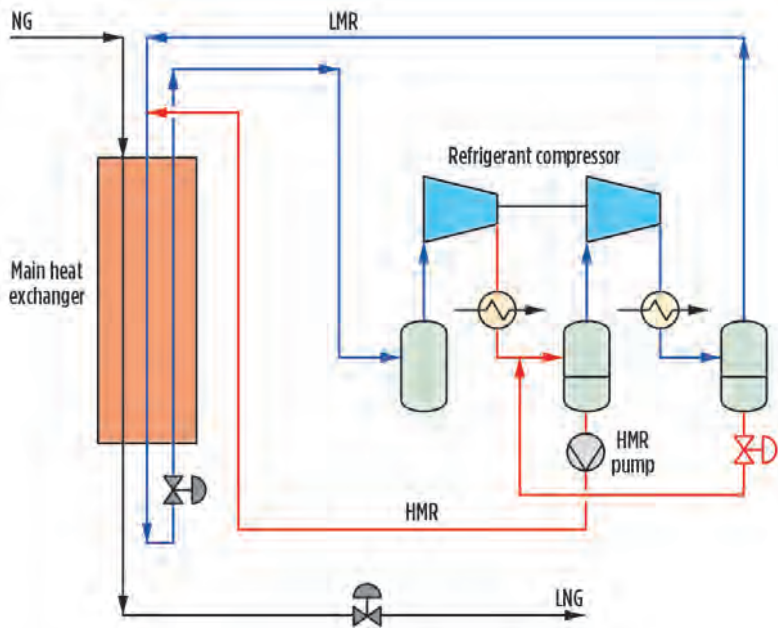 NG
LMR
Refrigerant compressor
Main heat
exchanger
HMR
pump
HMR
LNG